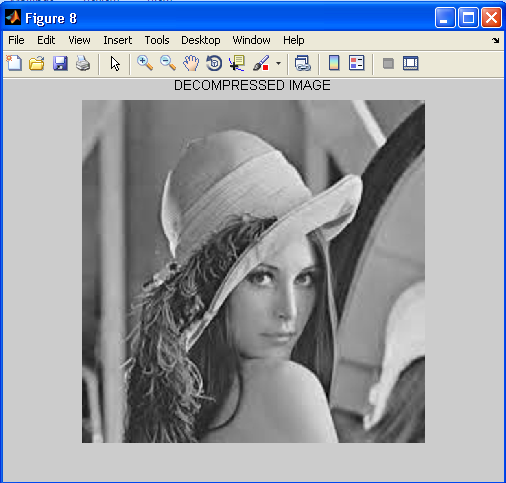 Figure 8
File Edit View Insert Tools Desktop Window Help
DECOMPRESSED IMAGE